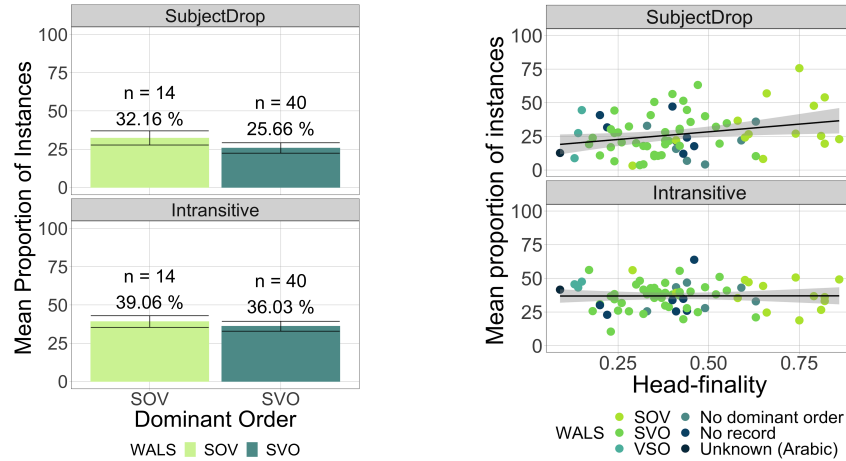 SubjectDrop
Mean Proportion of Instances
100
75
50
25
0
n = 14
32.16 %
n = 40
25.66 %
Intransitive
100
75
50
25
0
n = 14
39.06 %
n = 40
36.03 %
SOV SVO
Dominant Order
WALS SOV SVO
SubjectDrop
Mean proportion of instances
100
75
50
25
0
Intransitive
100
75
50
25
0
0.25 0.50 0.75
Head-finality
WALS
SOV No dominant order
SVO No record
VSO Unknown (Arabic)